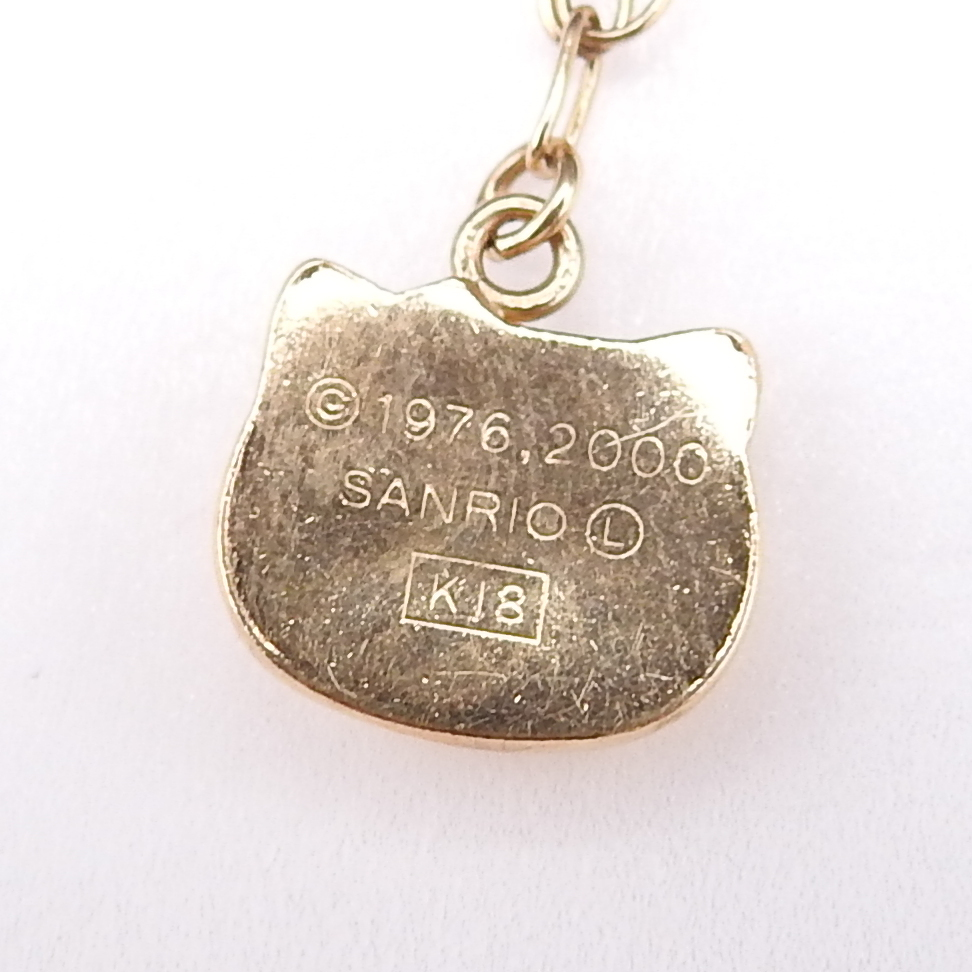 © 1976, 2000
SANRIO Ⓛ
K18